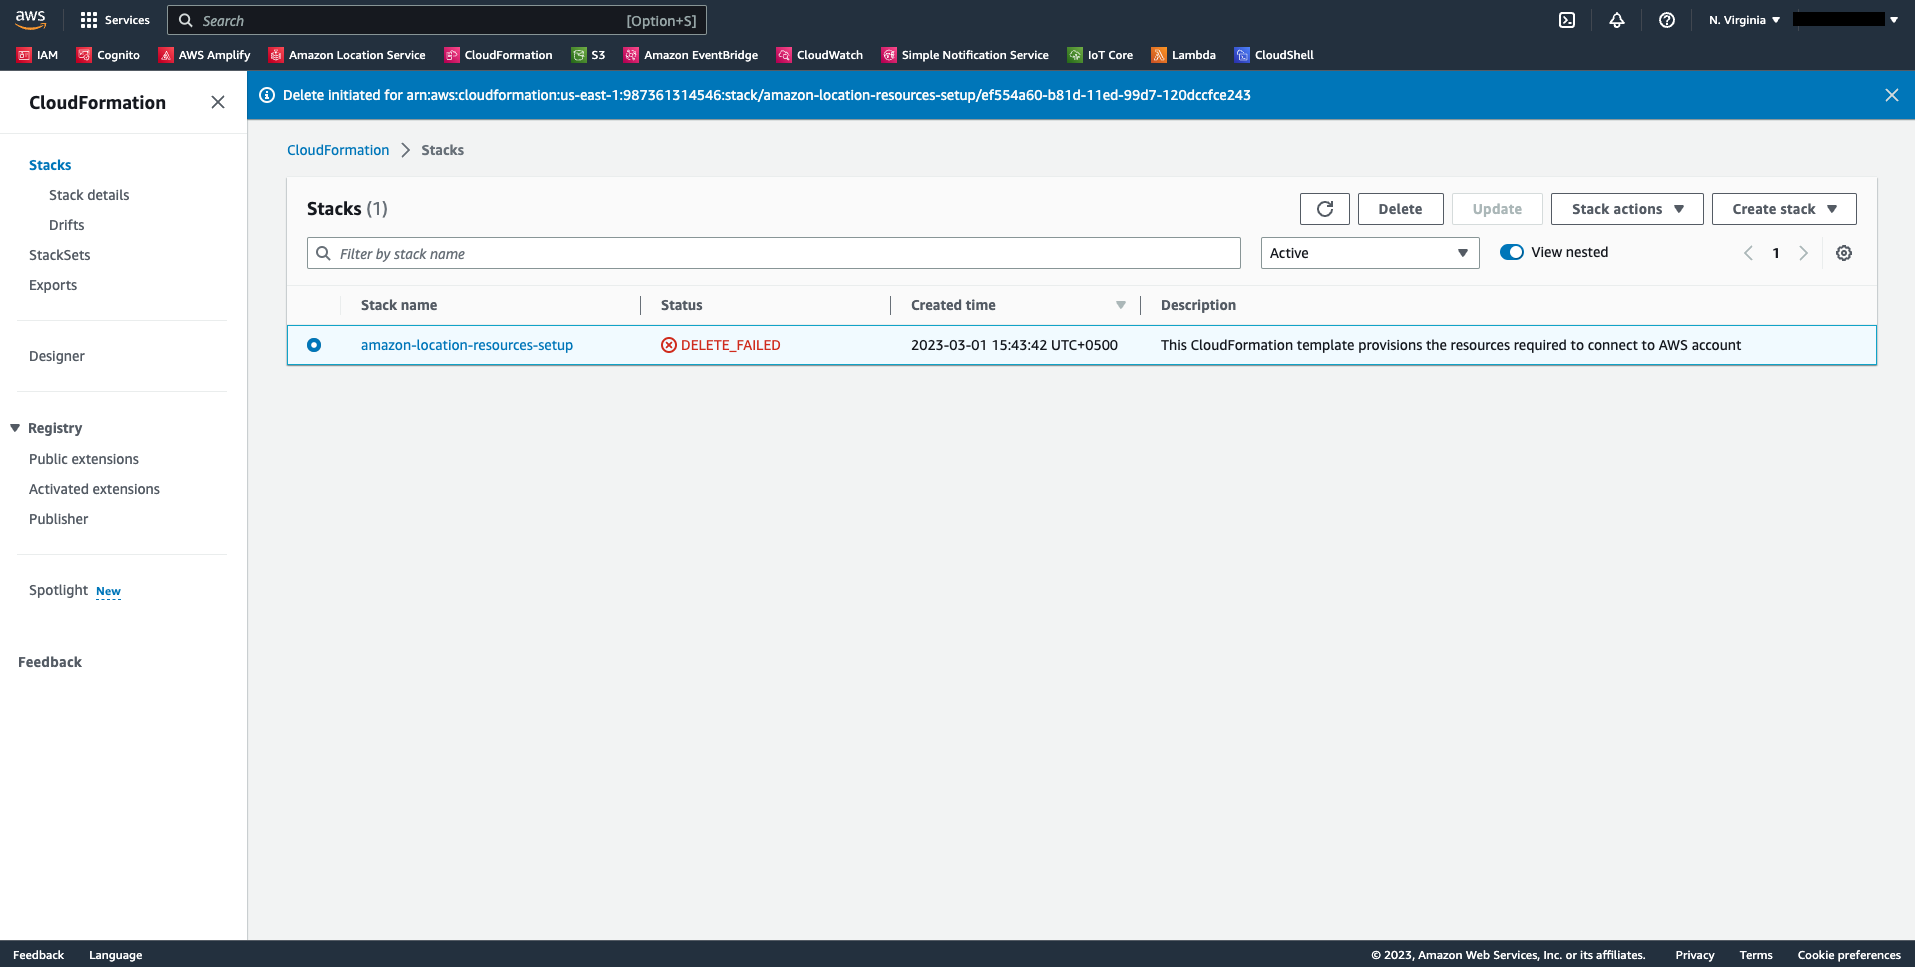 aws Services Search [Option+S] N. Virginia
IAM Cognito AWS Amplify Amazon Location Service CloudFormation S3 Amazon EventBridge CloudWatch Simple Notification Service IoT Core Lambda CloudShell
CloudFormation
Stacks
Stack details
Drifts
StackSets
Exports
Designer
Registry
Public extensions
Activated extensions
Publisher
Spotlight New
Feedback
Delete initiated for arn:aws:cloudformation:us-east-1:987361314546:stack/amazon-location-resources-setup/ef554a60-b81d-11ed-99d7-120dccfce243
CloudFormation Stacks
Stacks (1) Delete Update Stack actions Create stack
Filter by stack name Active View nested 1
Stack name Status Created time Description
amazon-location-resources-setup DELETE_FAILED 2023-03-01 15:43:42 UTC+0500 This CloudFormation template provisions the resources required to connect to AWS account
Feedback Language © 2023, Amazon Web Services, Inc. or its affiliates. Privacy Terms Cookie preferences